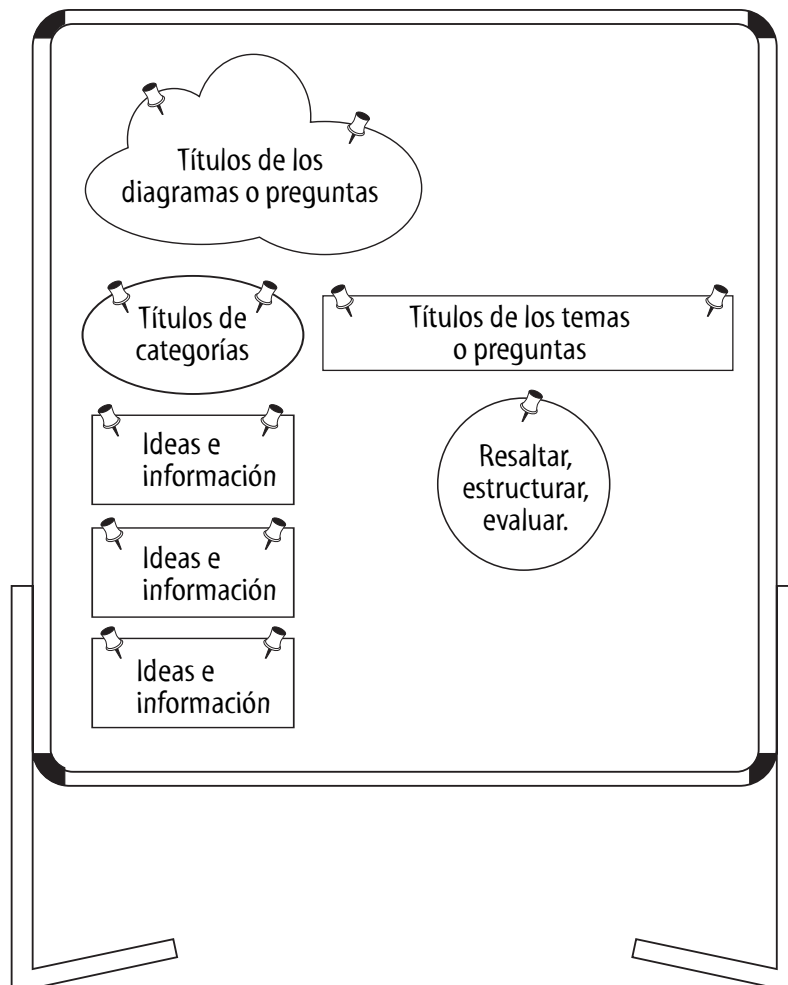 Títulos de los
diagramas o preguntas
Títulos de
categorías
Títulos de los temas
o preguntas
Ideas e
información
Resaltar,
estructurar,
evaluar.
Ideas e
información
Ideas e
información